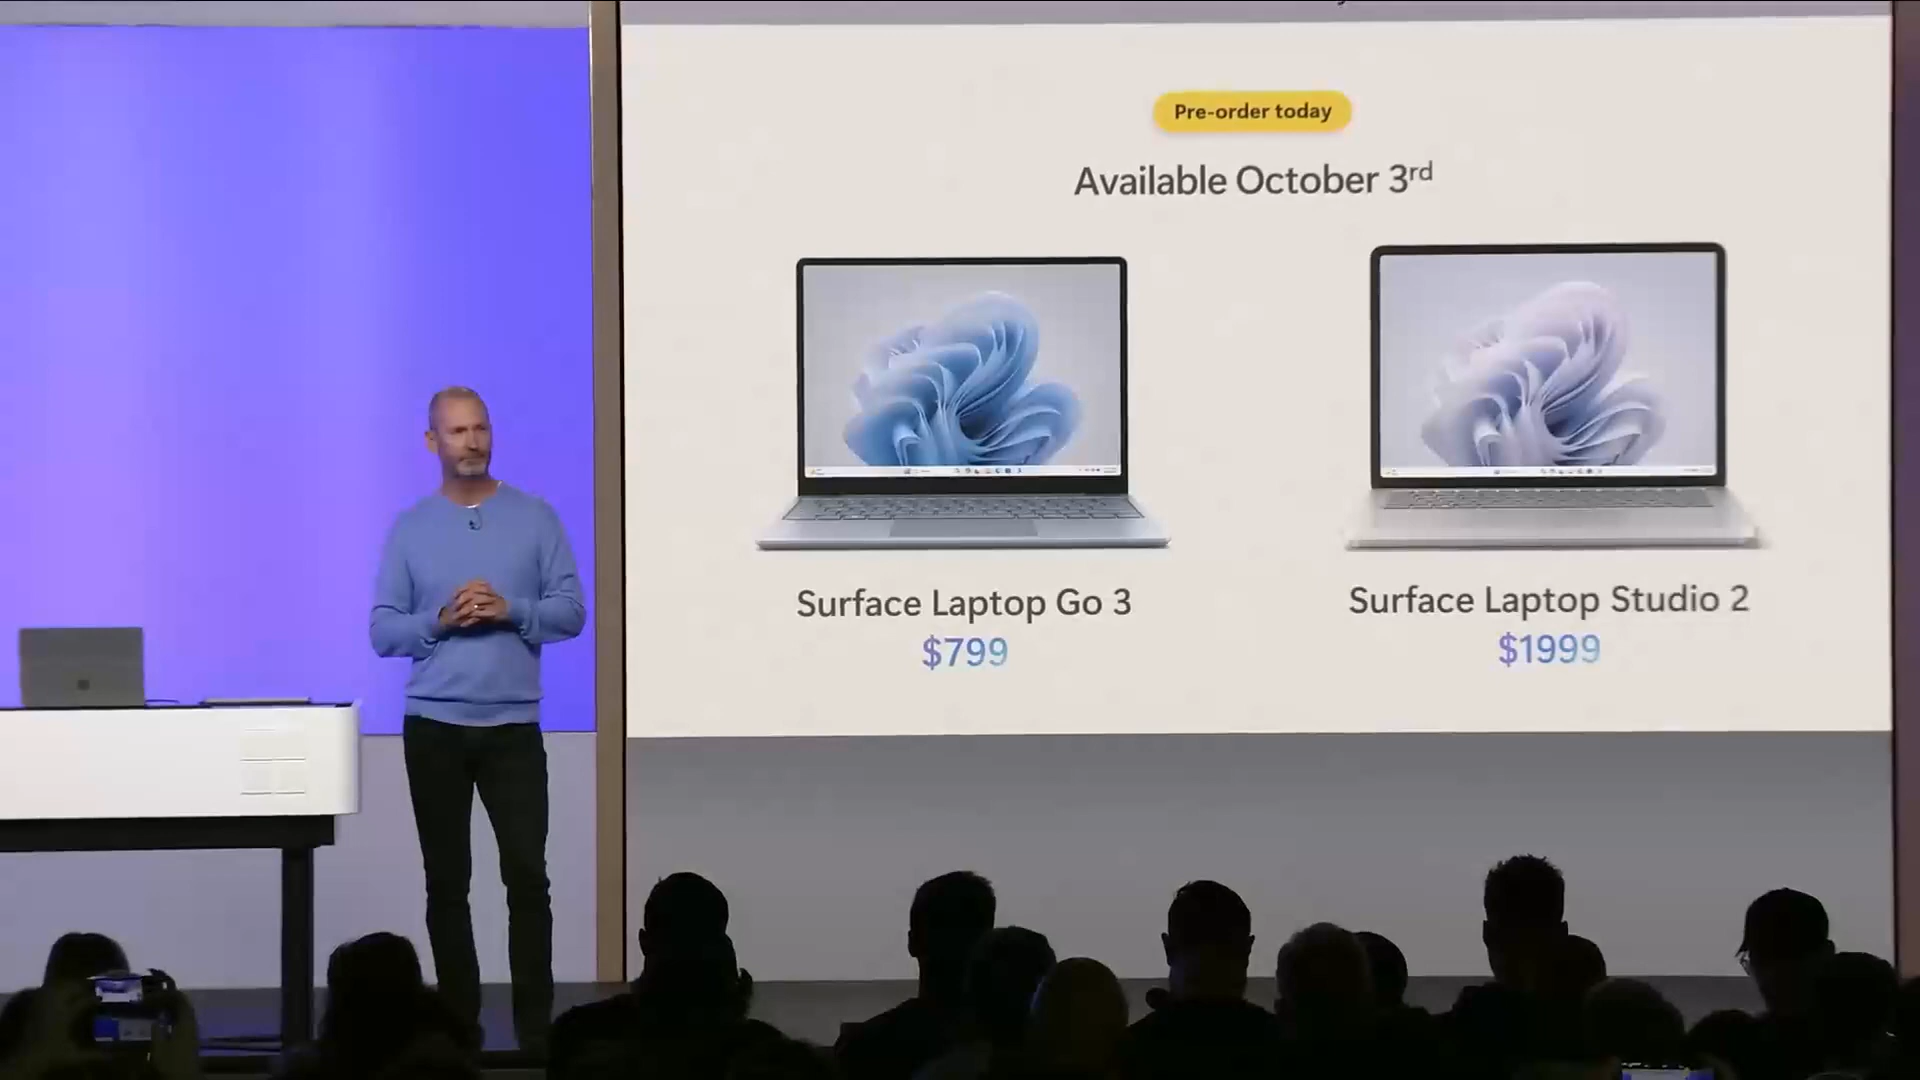 Pre-order today
Available October 3rd
Surface Laptop Go 3
$799
Surface Laptop Studio 2
$1999